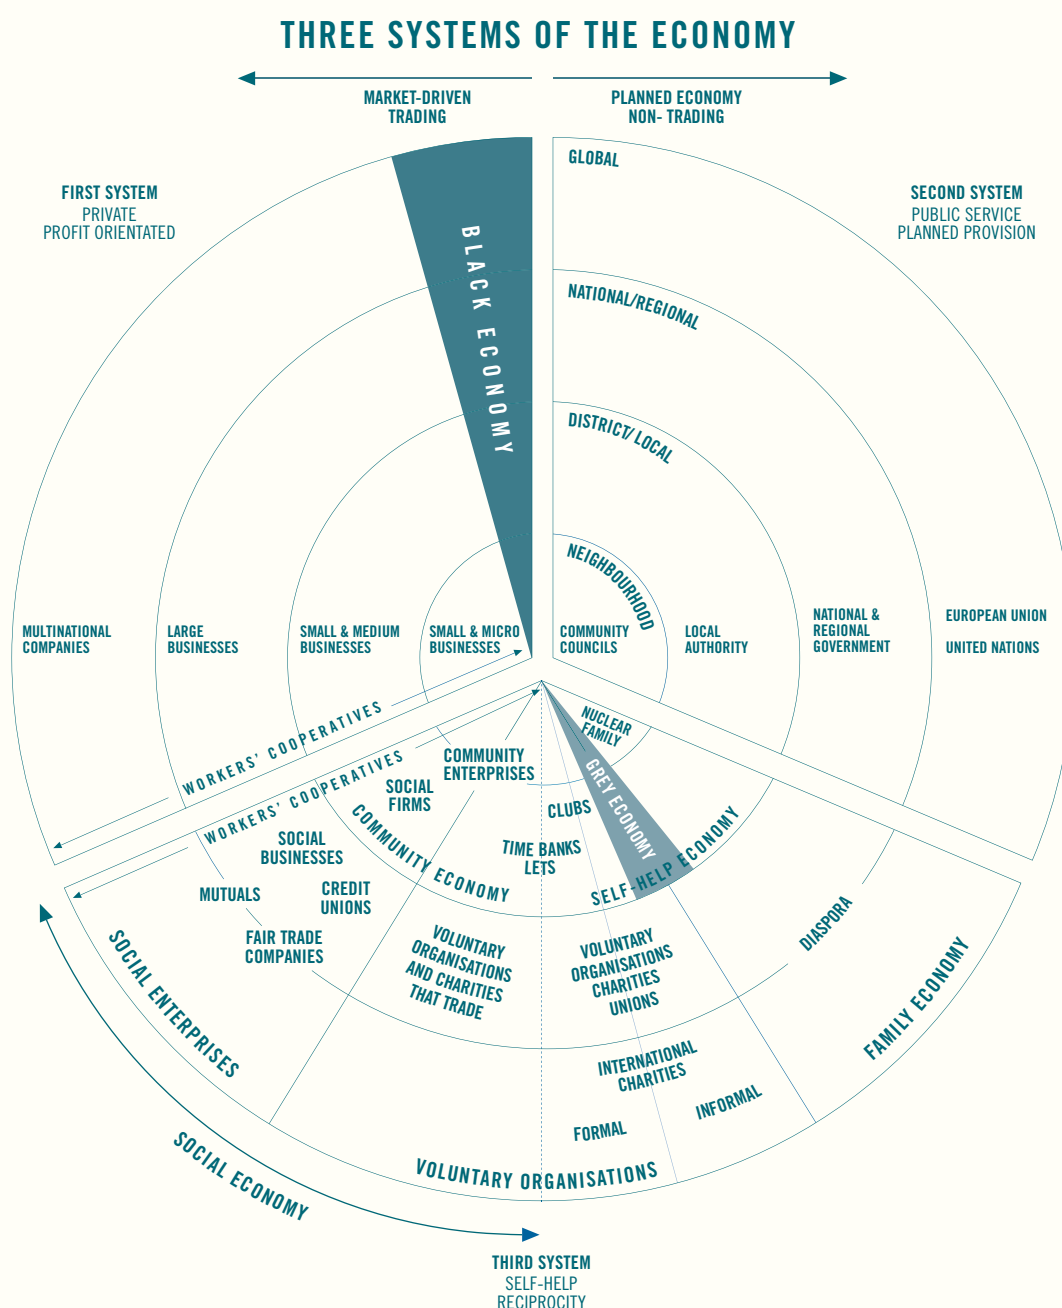 THREE SYSTEMS OF THE ECONOMY
MARKET-DRIVEN
TRADING
PLANNED ECONOMY
NON- TRADING
FIRST SYSTEM
PRIVATE
PROFIT ORIENTATED
SECOND SYSTEM
PUBLIC SERVICE
PLANNED PROVISION
BLACK ECONOMY
GLOBAL
NATIONAL/REGIONAL
DISTRICT/ LOCAL
NEIGHBOURHOOD
MULTINATIONAL
COMPANIES
LARGE
BUSINESSES
SMALL & MEDIUM
BUSINESSES
SMALL & MICRO
BUSINESSES
COMMUNITY
COUNCILS
LOCAL
AUTHORITY
NATIONAL &
REGIONAL
GOVERNMENT
EUROPEAN UNION
UNITED NATIONS
WORKERS' COOPERATIVES
WORKERS' COOPERATIVES
COMMUNITY
ENTERPRISES
SOCIAL
FIRMS
SOCIAL
BUSINESSES
MUTUALS
CREDIT
UNIONS
FAIR TRADE
COMPANIES
COMMUNITY ECONOMY
NUCLEAR
FAMILY
GREY ECONOMY
CLUBS
TIME BANKS
LETS
SELF-HELP ECONOMY
VOLUNTARY
ORGANISATIONS
AND CHARITIES
THAT TRADE
VOLUNTARY
ORGANISATIONS
CHARITIES
UNIONS
DIASPORA
INTERNATIONAL
CHARITIES
FORMAL
INFORMAL
SOCIAL ENTERPRISES
VOLUNTARY ORGANISATIONS
FAMILY ECONOMY
SOCIAL ECONOMY
THIRD SYSTEM
SELF-HELP
RECIPROCITY